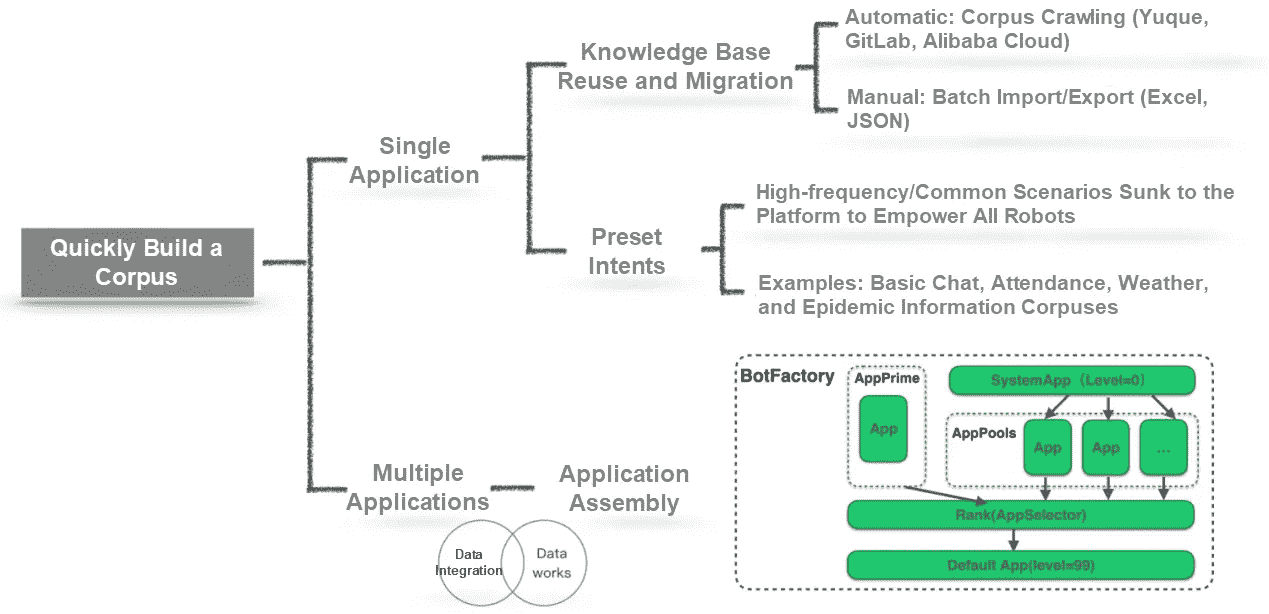 Quickly Build a
Corpus
Single
Application
Knowledge Base
Reuse and Migration
Automatic: Corpus Crawling (Yuque,
GitLab, Alibaba Cloud)
Manual: Batch Import/Export (Excel,
JSON)
Preset
Intents
High-frequency/Common Scenarios Sunk to the
Platform to Empower All Robots
Examples: Basic Chat, Attendance, Weather,
and Epidemic Information Corpuses
Multiple
Applications
Application
Assembly
Data
Integration
Data
works
BotFactory
AppPrime
App
SystemApp (Level=0)
AppPools
App
App
...
Rank(AppSelector)
Default App(level=99)